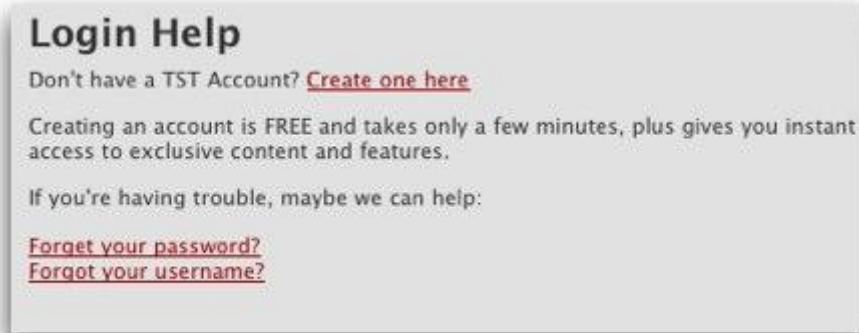 Login Help
Don't have a TST Account? Create one here
Creating an account is FREE and takes only a few minutes, plus gives you instant
access to exclusive content and features.
If you're having trouble, maybe we can help:
Forget your password?
Forgot your username?